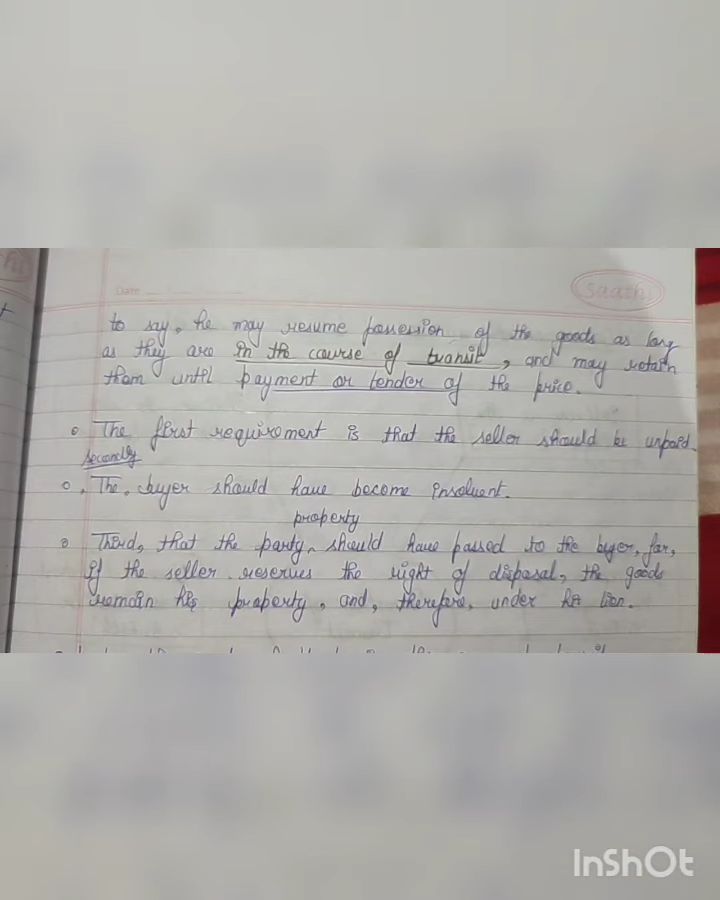 Date
Saathi
to say, he may resume possession of the goods as long
as they are in the course of transit, and may retain
them until payment or tender of the price.
The first requirement is that the seller should be unpaid.
secondly
The buyer should have become insolvent.
property
Third, that the party should have passed to the buyer, for,
if the seller reserves the right of disposal, the goods
remain his property, and, therefore, under his lien.
InShOt